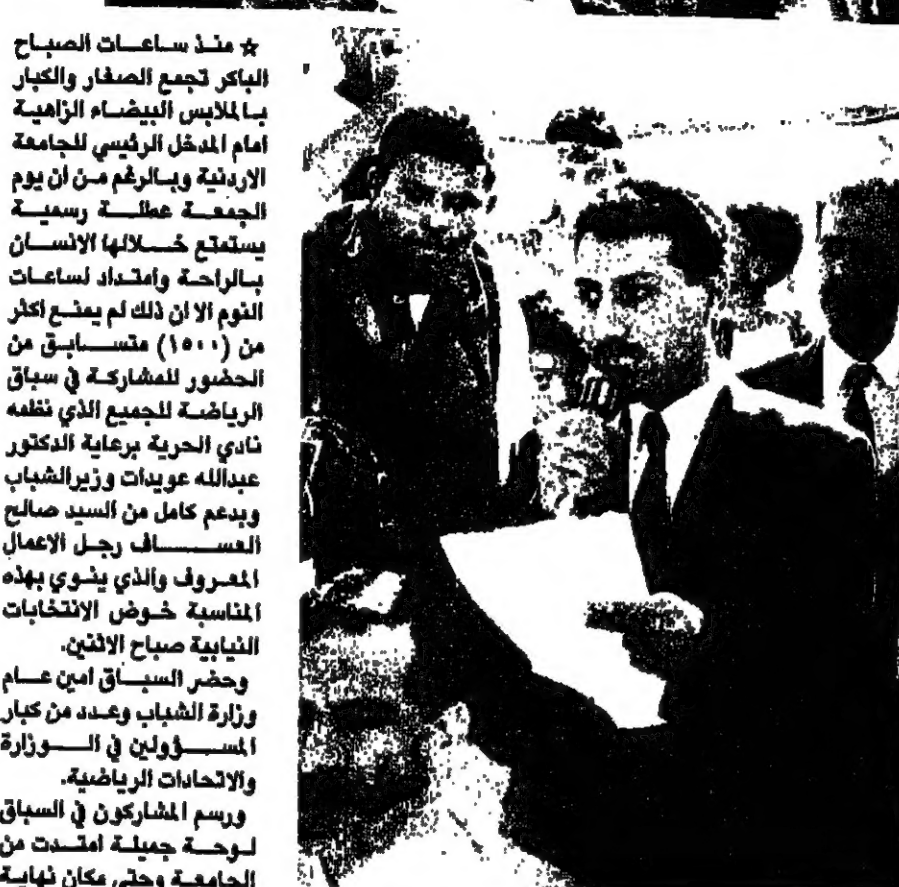 ☆ منذ ساعات الصباح
الباكر تجمع الصغار والكبار
بالملابس البيضاء الزاهية
امام المدخل الرئيسي للجامعة
الاردنية وبالرغم من ان يوم
الجمعة عطلة رسمية
يستمتع خلالها الانسان
بالراحة وامتداد لساعات
النوم الا ان ذلك لم يمنع اكثر
من (١٥٠٠) متسابق من
الحضور للمشاركة في سباق
الرياضة للجميع الذي نظمه
نادي الحرية برعاية الدكتور
عبدالله عويدات وزير الشباب
وبدعم كامل من السيد صالح
العساف رجل الاعمال
المعروف والذي ينوي بهذه
المناسبة خوض الانتخابات
النيابية صباح الاثنين.
وحضر السباق امين عام
وزارة الشباب وعدد من كبار
المسؤولين في الوزارة
والاتحادات الرياضية.
ورسم المشاركون في السباق
لوحة جميلة امتدت من
الجامعة وحتى مكان نهاية